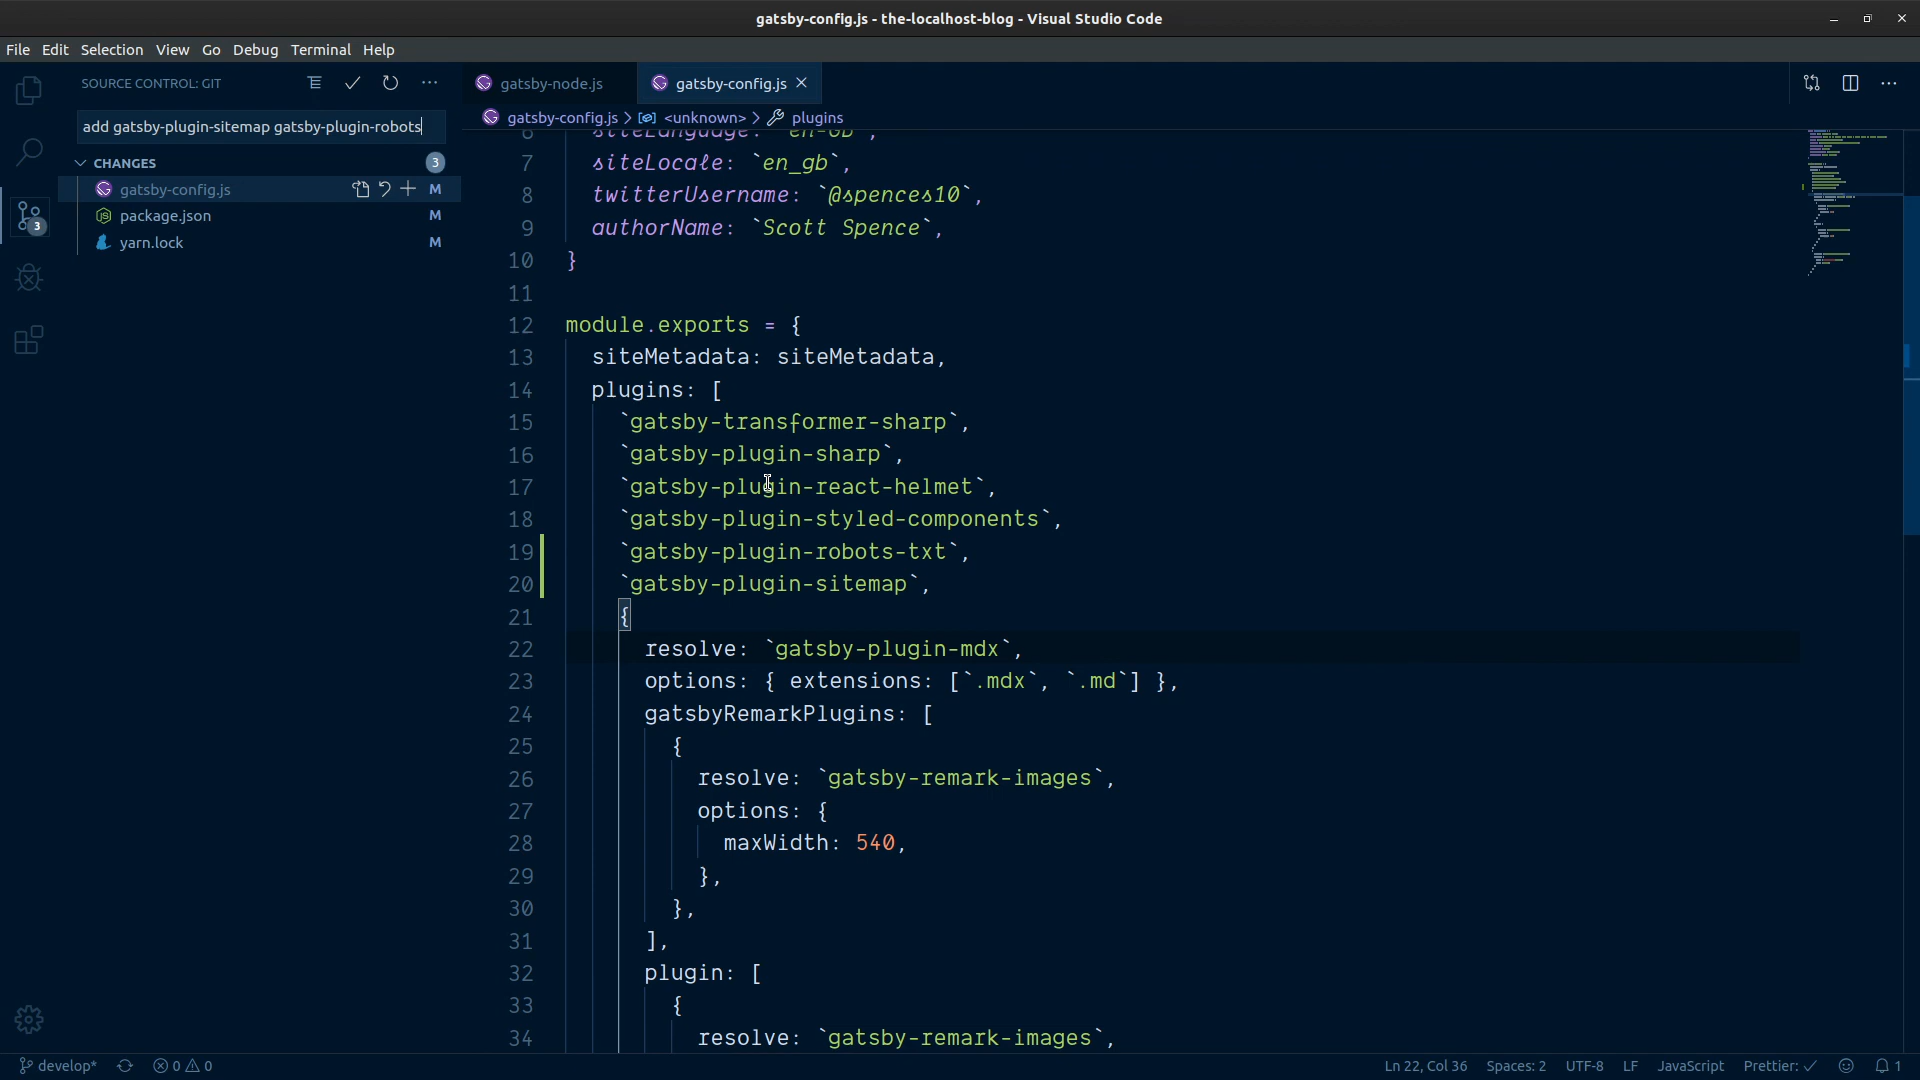 gatsby-config.js - the-localhost-blog - Visual Studio Code
File Edit Selection View Go Debug Terminal Help
SOURCE CONTROL: GIT
add gatsby-plugin-sitemap gatsby-plugin-robots
CHANGES 3
gatsby-config.js M
package.json M
yarn.lock M
3
gatsby-node.js gatsby-config.js
gatsby-config.js > <unknown> > plugins
6 siteLanguage: `en-GB`,
7 siteLocale: `en_gb`,
8 twitterUsername: `@spences10`,
9 authorName: `Scott Spence`,
10 }
11
12 module.exports = {
13 siteMetadata: siteMetadata,
14 plugins: [
15 `gatsby-transformer-sharp`,
16 `gatsby-plugin-sharp`,
17 `gatsby-plugin-react-helmet`,
18 `gatsby-plugin-styled-components`,
19 `gatsby-plugin-robots-txt`,
20 `gatsby-plugin-sitemap`,
21 {
22 resolve: `gatsby-plugin-mdx`,
23 options: { extensions: [`.mdx`, `.md`] },
24 gatsbyRemarkPlugins: [
25 {
26 resolve: `gatsby-remark-images`,
27 options: {
28 maxWidth: 540,
29 },
30 },
31 ],
32 plugin: [
33 {
34 resolve: `gatsby-remark-images`,
develop* 0 0 Ln 22, Col 36 Spaces: 2 UTF-8 LF JavaScript Prettier: ✓ 1